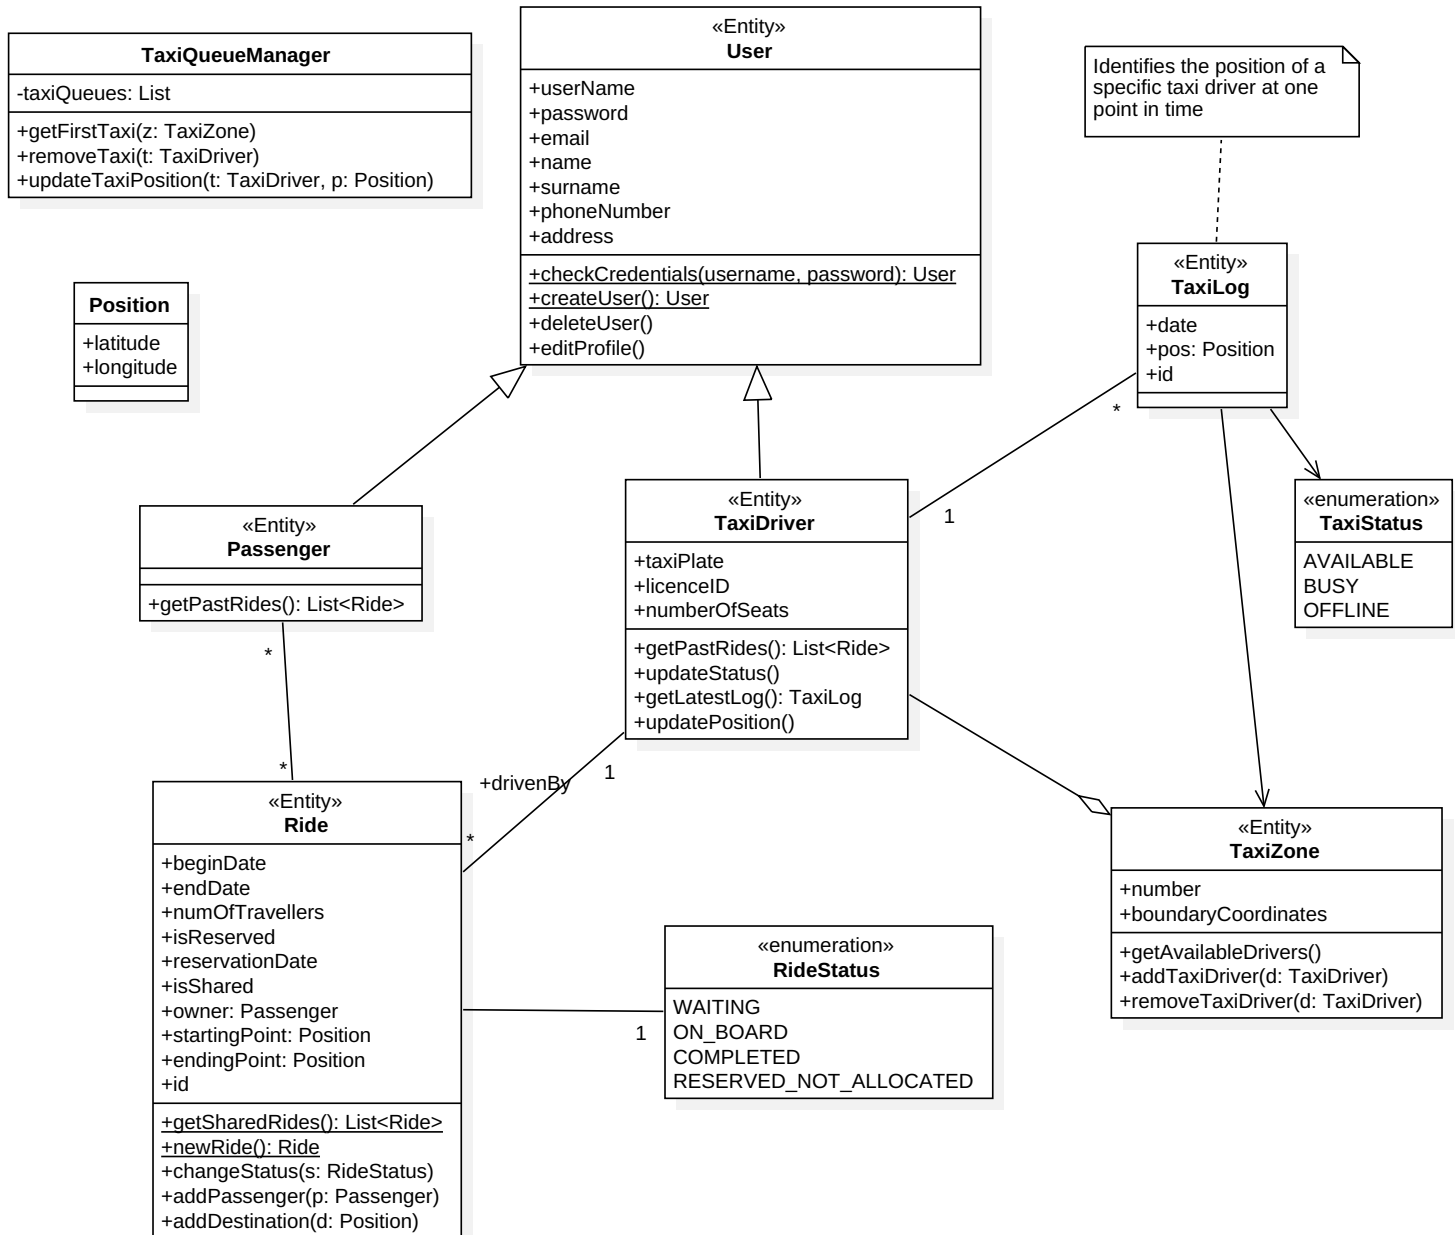 TaxiQueueManager
-taxiQueues: List
+getFirstTaxi(z: TaxiZone)
+removeTaxi(t: TaxiDriver)
+updateTaxiPosition(t: TaxiDriver, p: Position)
«Entity»
User
+userName
+password
+email
+name
+surname
+phoneNumber
+address
+checkCredentials(username, password): User
+createUser(): User
+deleteUser()
+editProfile()
Identifies the position of a
specific taxi driver at one
point in time
Position
+latitude
+longitude
«Entity»
TaxiLog
+date
+pos: Position
+id
*
1
«Entity»
Passenger
+getPastRides(): List<Ride>
«Entity»
TaxiDriver
+taxiPlate
+licenceID
+numberOfSeats
+getPastRides(): List<Ride>
+updateStatus()
+getLatestLog(): TaxiLog
+updatePosition()
«enumeration»
TaxiStatus
AVAILABLE
BUSY
OFFLINE
*
*
+drivenBy
1
*
«Entity»
Ride
+beginDate
+endDate
+numOfTravellers
+isReserved
+reservationDate
+isShared
+owner: Passenger
+startingPoint: Position
+endingPoint: Position
+id
+getSharedRides(): List<Ride>
+newRide(): Ride
+changeStatus(s: RideStatus)
+addPassenger(p: Passenger)
+addDestination(d: Position)
1
«enumeration»
RideStatus
WAITING
ON_BOARD
COMPLETED
RESERVED_NOT_ALLOCATED
«Entity»
TaxiZone
+number
+boundaryCoordinates
+getAvailableDrivers()
+addTaxiDriver(d: TaxiDriver)
+removeTaxiDriver(d: TaxiDriver)